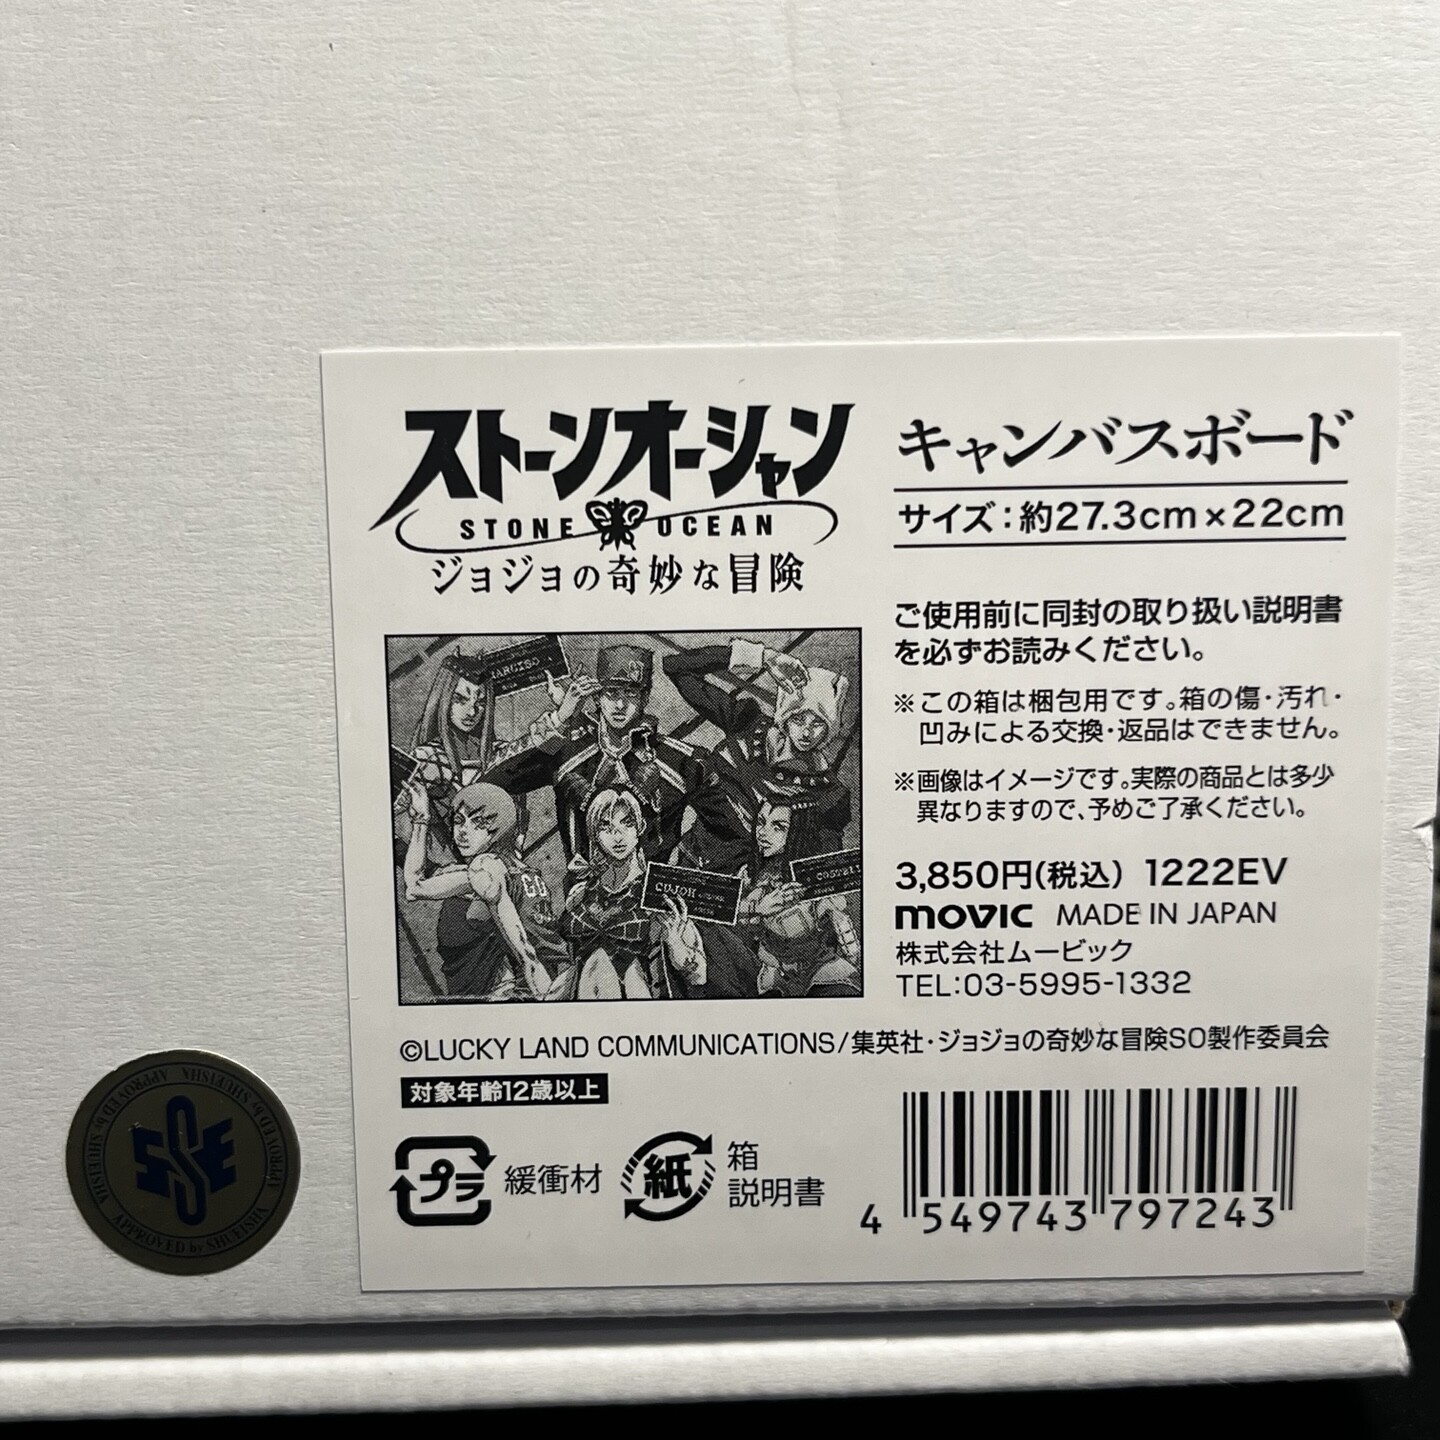 ストーンオーシャン
STONE OCEAN
ジョジョの奇妙な冒険
キャンバスボード
サイズ：約27.3cm×22cm
ご使用前に同封の取り扱い説明書
を必ずお読みください。
※この箱は梱包用です。箱の傷・汚れ・
凹みによる交換・返品はできません。
※画像はイメージです。実際の商品とは多少
異なりますので、予めご了承ください。
3,850円(税込) 1222EV
movic MADE IN JAPAN
株式会社ムービック
TEL:03-5995-1332
CUJOH
©LUCKY LAND COMMUNICATIONS/集英社・ジョジョの奇妙な冒険SO製作委員会
対象年齢12歳以上
プラ 緩衝材 紙 箱
説明書
4 549743 797243
SSE
APPROVED by SHUEISHA APPROVED by SHUEISHA APPROVED by SHUEISHA